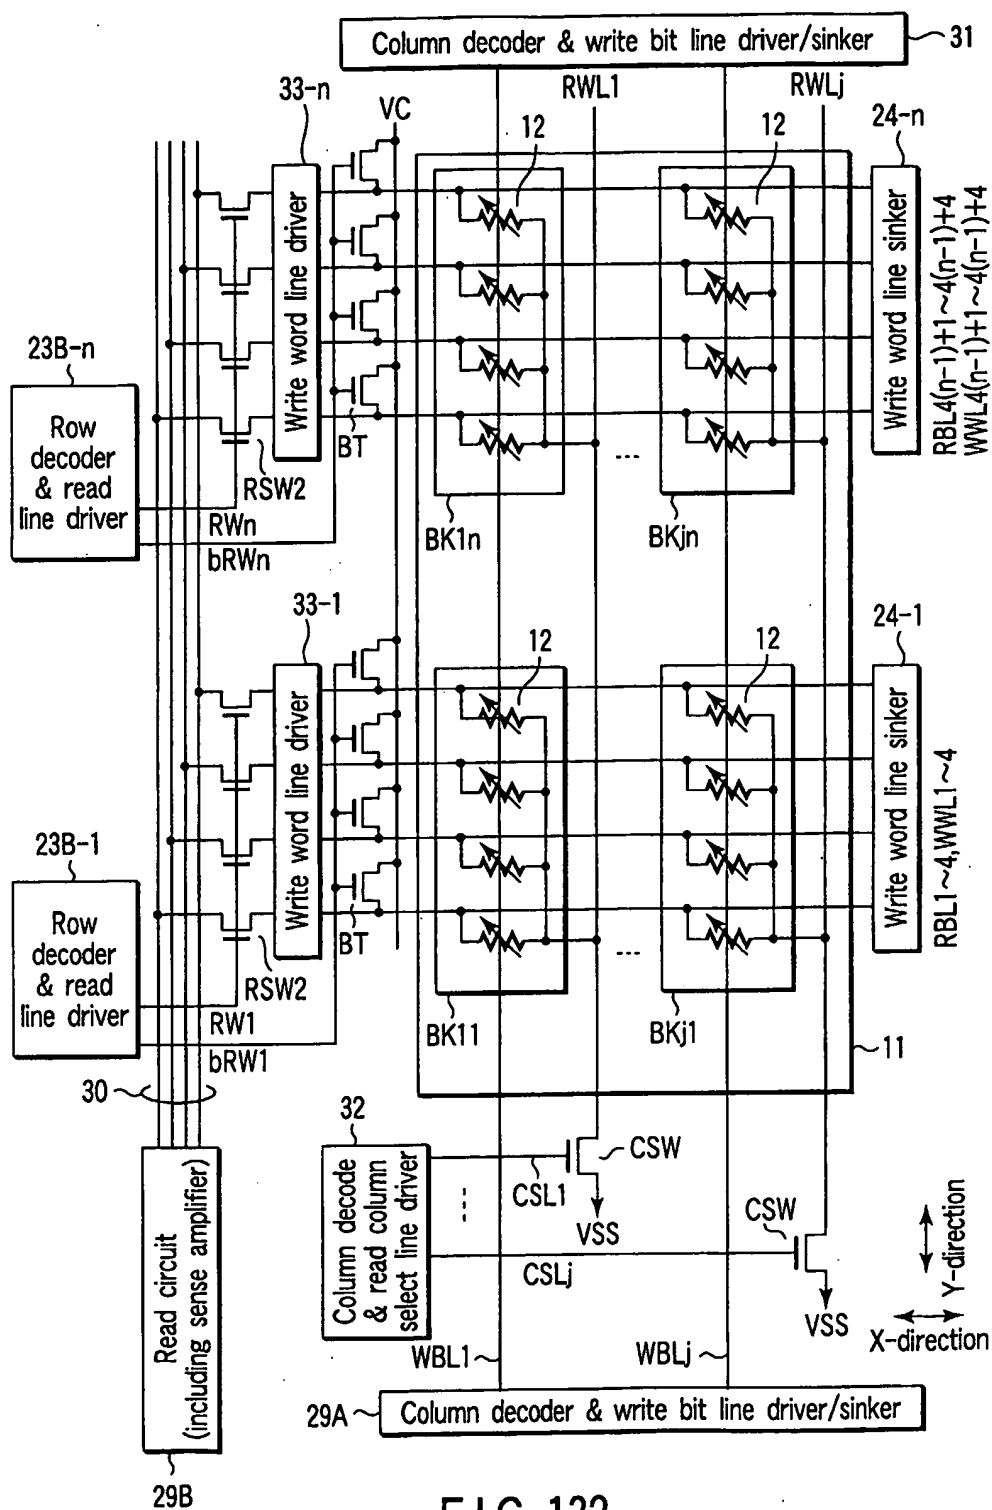 Column decoder & write bit line driver/sinker
31
RWL1
RWLj
33-n
VC
12
12
24-n
Write word line driver
Write word line sinker
RBL4(n-1)+1~4(n-1)+4
WWL4(n-1)+1~4(n-1)+4
23B-n
Row
decoder
& read
line driver
BT
RSW2
RWn
bRWn
BK1n
...
BKjn
33-1
12
12
24-1
Write word line driver
Write word line sinker
RBL1~4,WWL1~4
23B-1
Row
decoder
& read
line driver
BT
RSW2
RW1
bRW1
BK11
...
BKj1
11
30
32
Column decode
& read column
select line driver
CSW
CSL1
VSS
CSW
CSLj
VSS
Y-direction
X-direction
Read circuit
(including sense amplifier)
WBL1
WBLj
29A
Column decoder & write bit line driver/sinker
29B